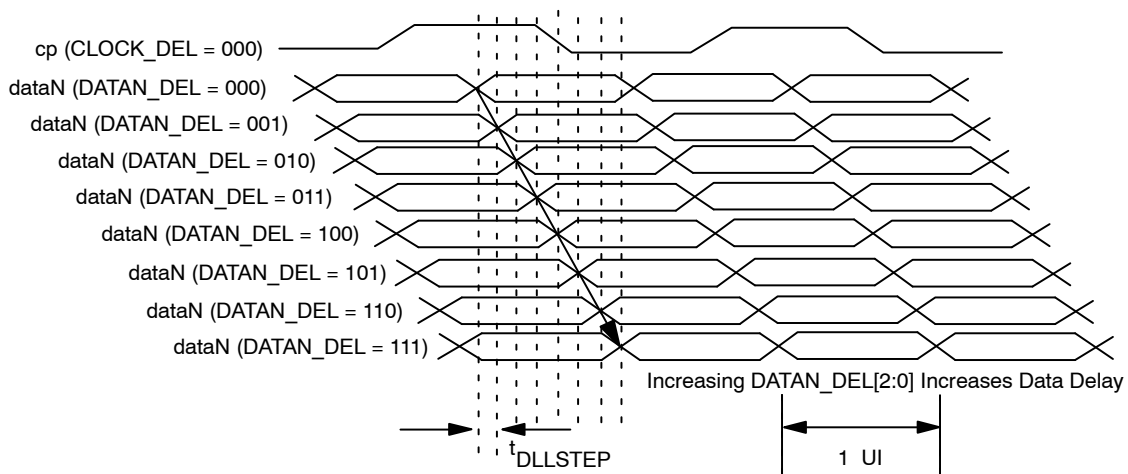 cp (CLOCK_DEL = 000)
dataN (DATAN_DEL = 000)
dataN (DATAN_DEL = 001)
dataN (DATAN_DEL = 010)
dataN (DATAN_DEL = 011)
dataN (DATAN_DEL = 100)
dataN (DATAN_DEL = 101)
dataN (DATAN_DEL = 110)
dataN (DATAN_DEL = 111)
Increasing DATAN_DEL[2:0] Increases Data Delay
tDLLSTEP
1 UI